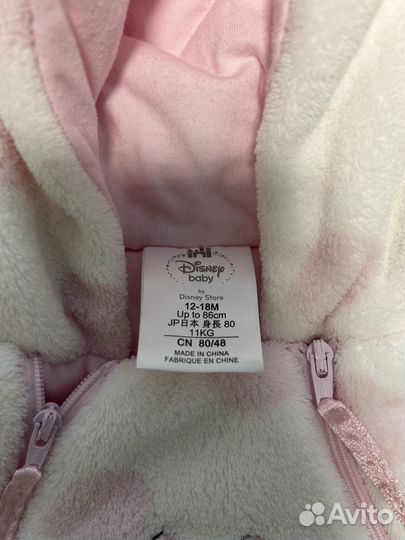 Disney
baby
by
Disney Store
12-18M
Up to 86cm
JP日本 身長 80
11KG
CN 80/48
MADE IN CHINA
FABRIQUE EN CHINE
Avito